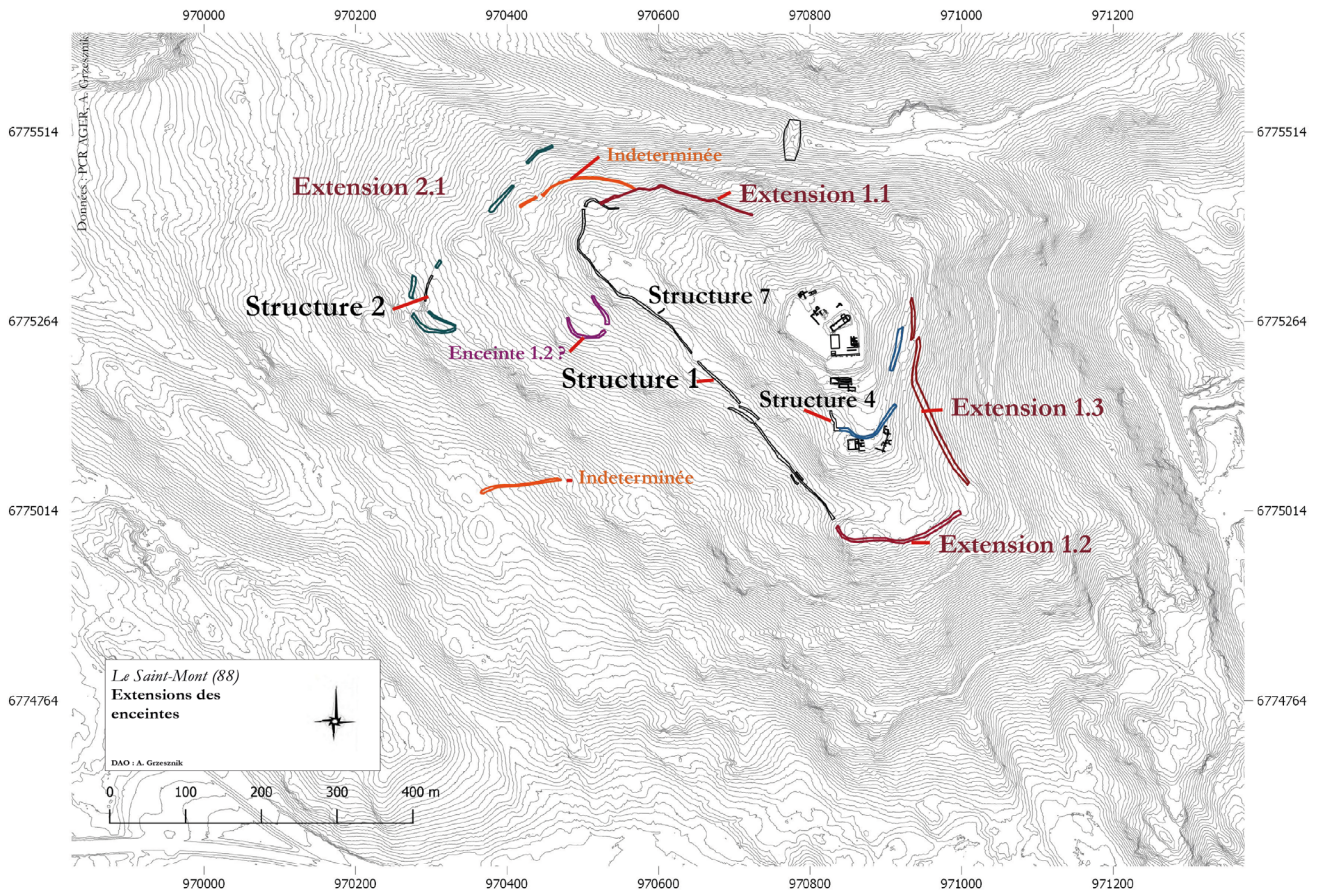 970000 970200 970400 970600 970800 971000 971200
Données : PCR AGER, A. Grzesznik
6775514 6775514
Indeterminée
Extension 2.1
Extension 1.1
Structure 7
Structure 2
6775264 6775264
Enceinte 1.2 ?
Structure 1
Structure 4
Extension 1.3
Indeterminée
6775014 6775014
Extension 1.2
Le Saint-Mont (88)
Extensions des
enceintes
6774764 6774764
DAO : A. Grzesznik
0 100 200 300 400 m
970000 970200 970400 970600 970800 971000 971200